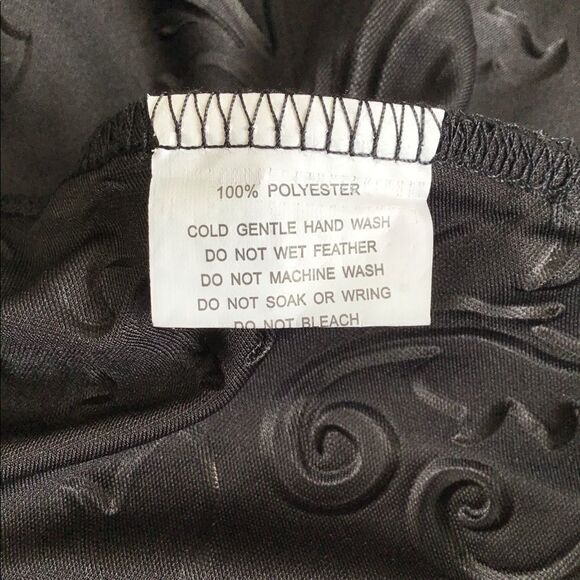 100% POLYESTER
COLD GENTLE HAND WASH
DO NOT WET FEATHER
DO NOT MACHINE WASH
DO NOT SOAK OR WRING
DO NOT BLEACH